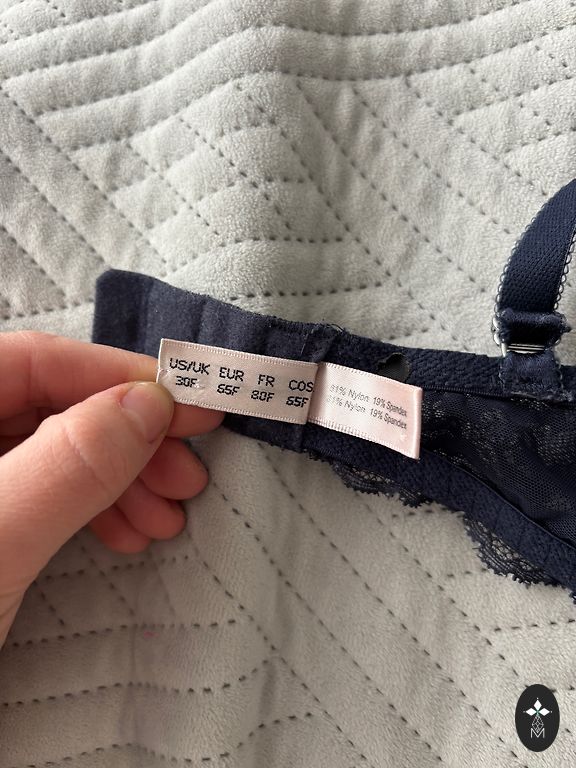 US/UK EUR FR COS
30F 65F 80F 65F
81% Nylon 19% Spandex
81% Nylon 19% Spandex
M